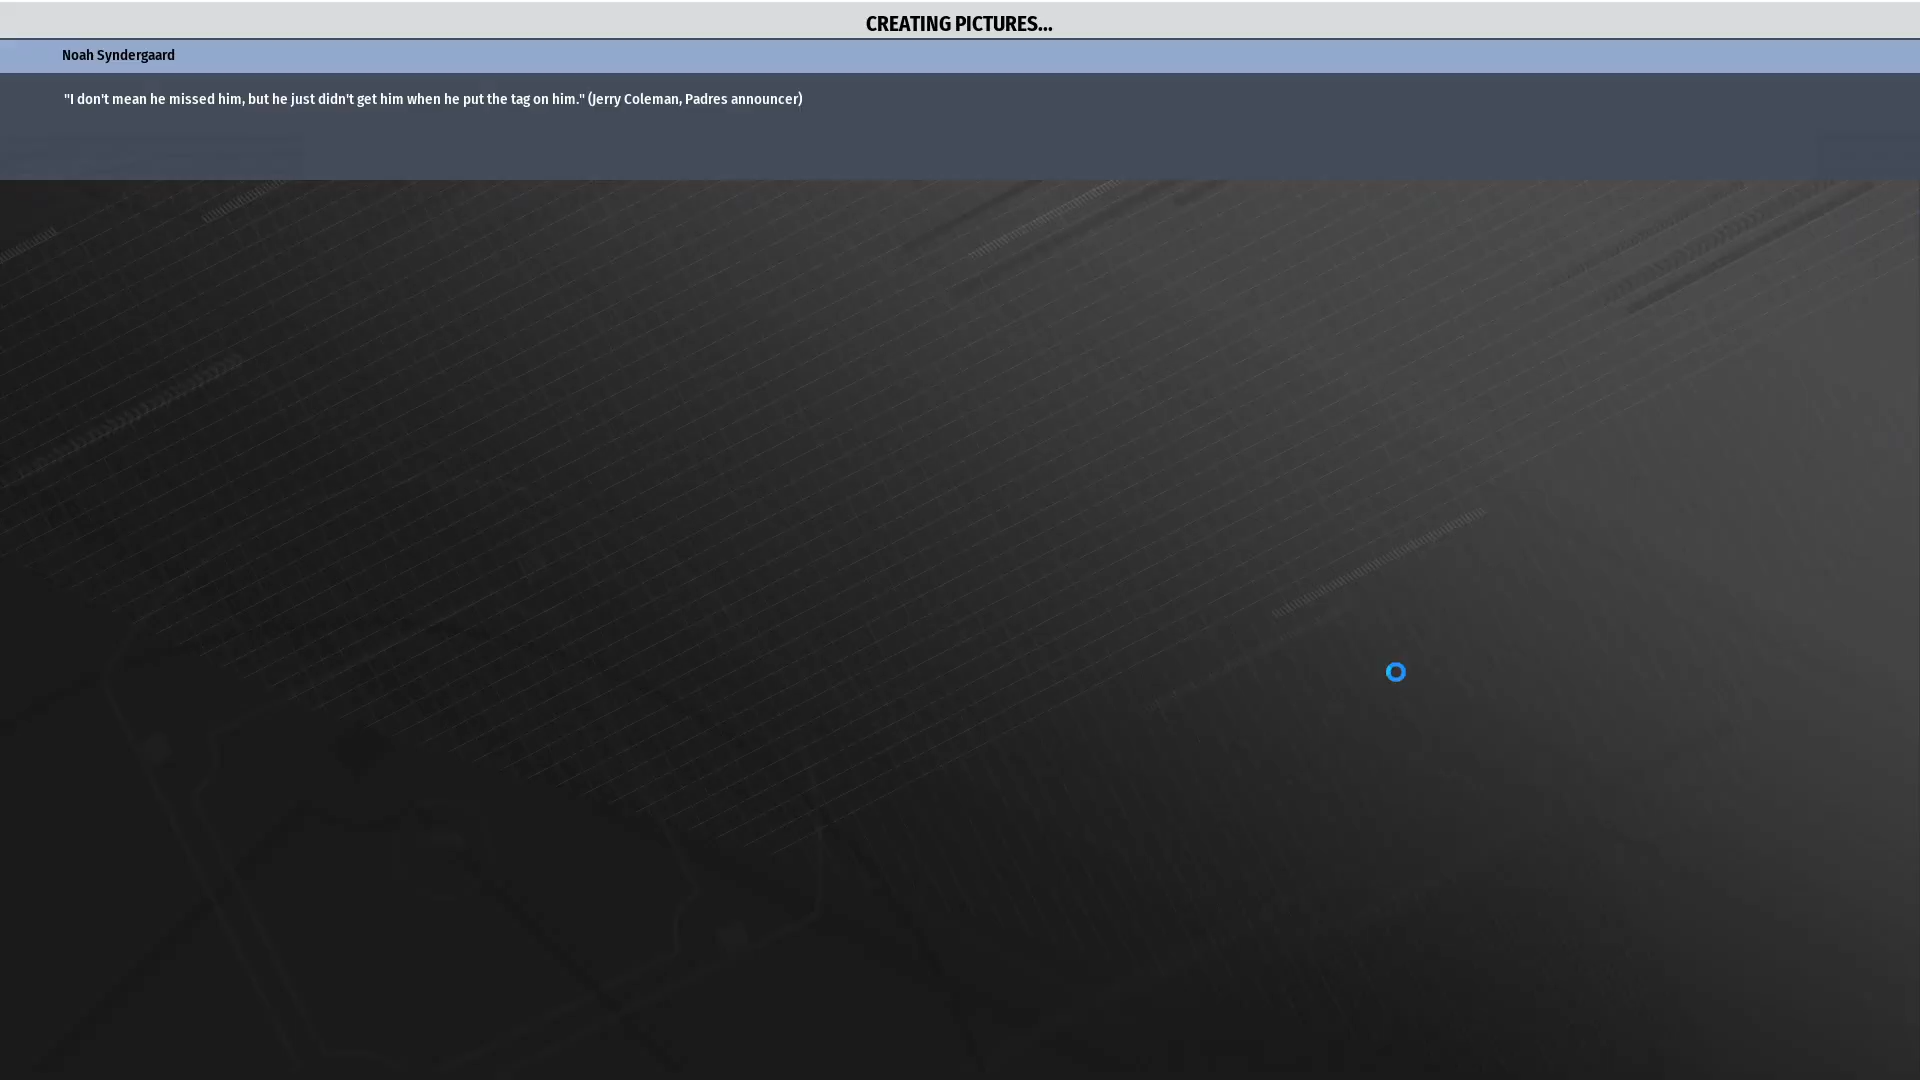 CREATING PICTURES...
Noah Syndergaard
"I don't mean he missed him, but he just didn't get him when he put the tag on him." (Jerry Coleman, Padres announcer)